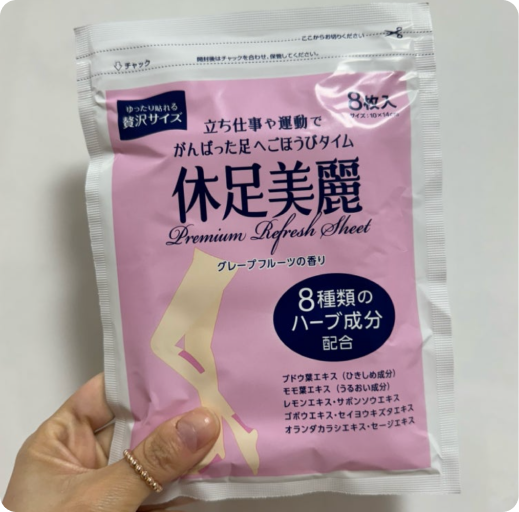 ここからお切りください
チャック
開封後はチャックを合わせ、保管してください。
ゆったり貼れる
贅沢サイズ
8枚入
サイズ:10×14cm
立ち仕事や運動で
がんばった足へごほうびタイム
休足美麗
Premium Refresh Sheet
グレープフルーツの香り
8種類の
ハーブ成分
配合
ブドウ葉エキス(ひきしめ成分)
モモ葉エキス(うるおい成分)
レモンエキス・サボンソウエキス
ゴボウエキス・セイヨウキズタエキス
オランダカラシエキス・セージエキス